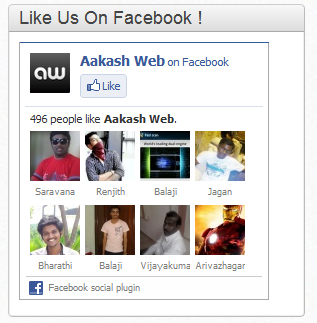 Like Us On Facebook !
aw
Aakash Web on Facebook
Like
496 people like Aakash Web.
Saravana Renjith Balaji Jagan
Bharathi Balaji Vijayakuma Arivazhagar
Facebook social plugin